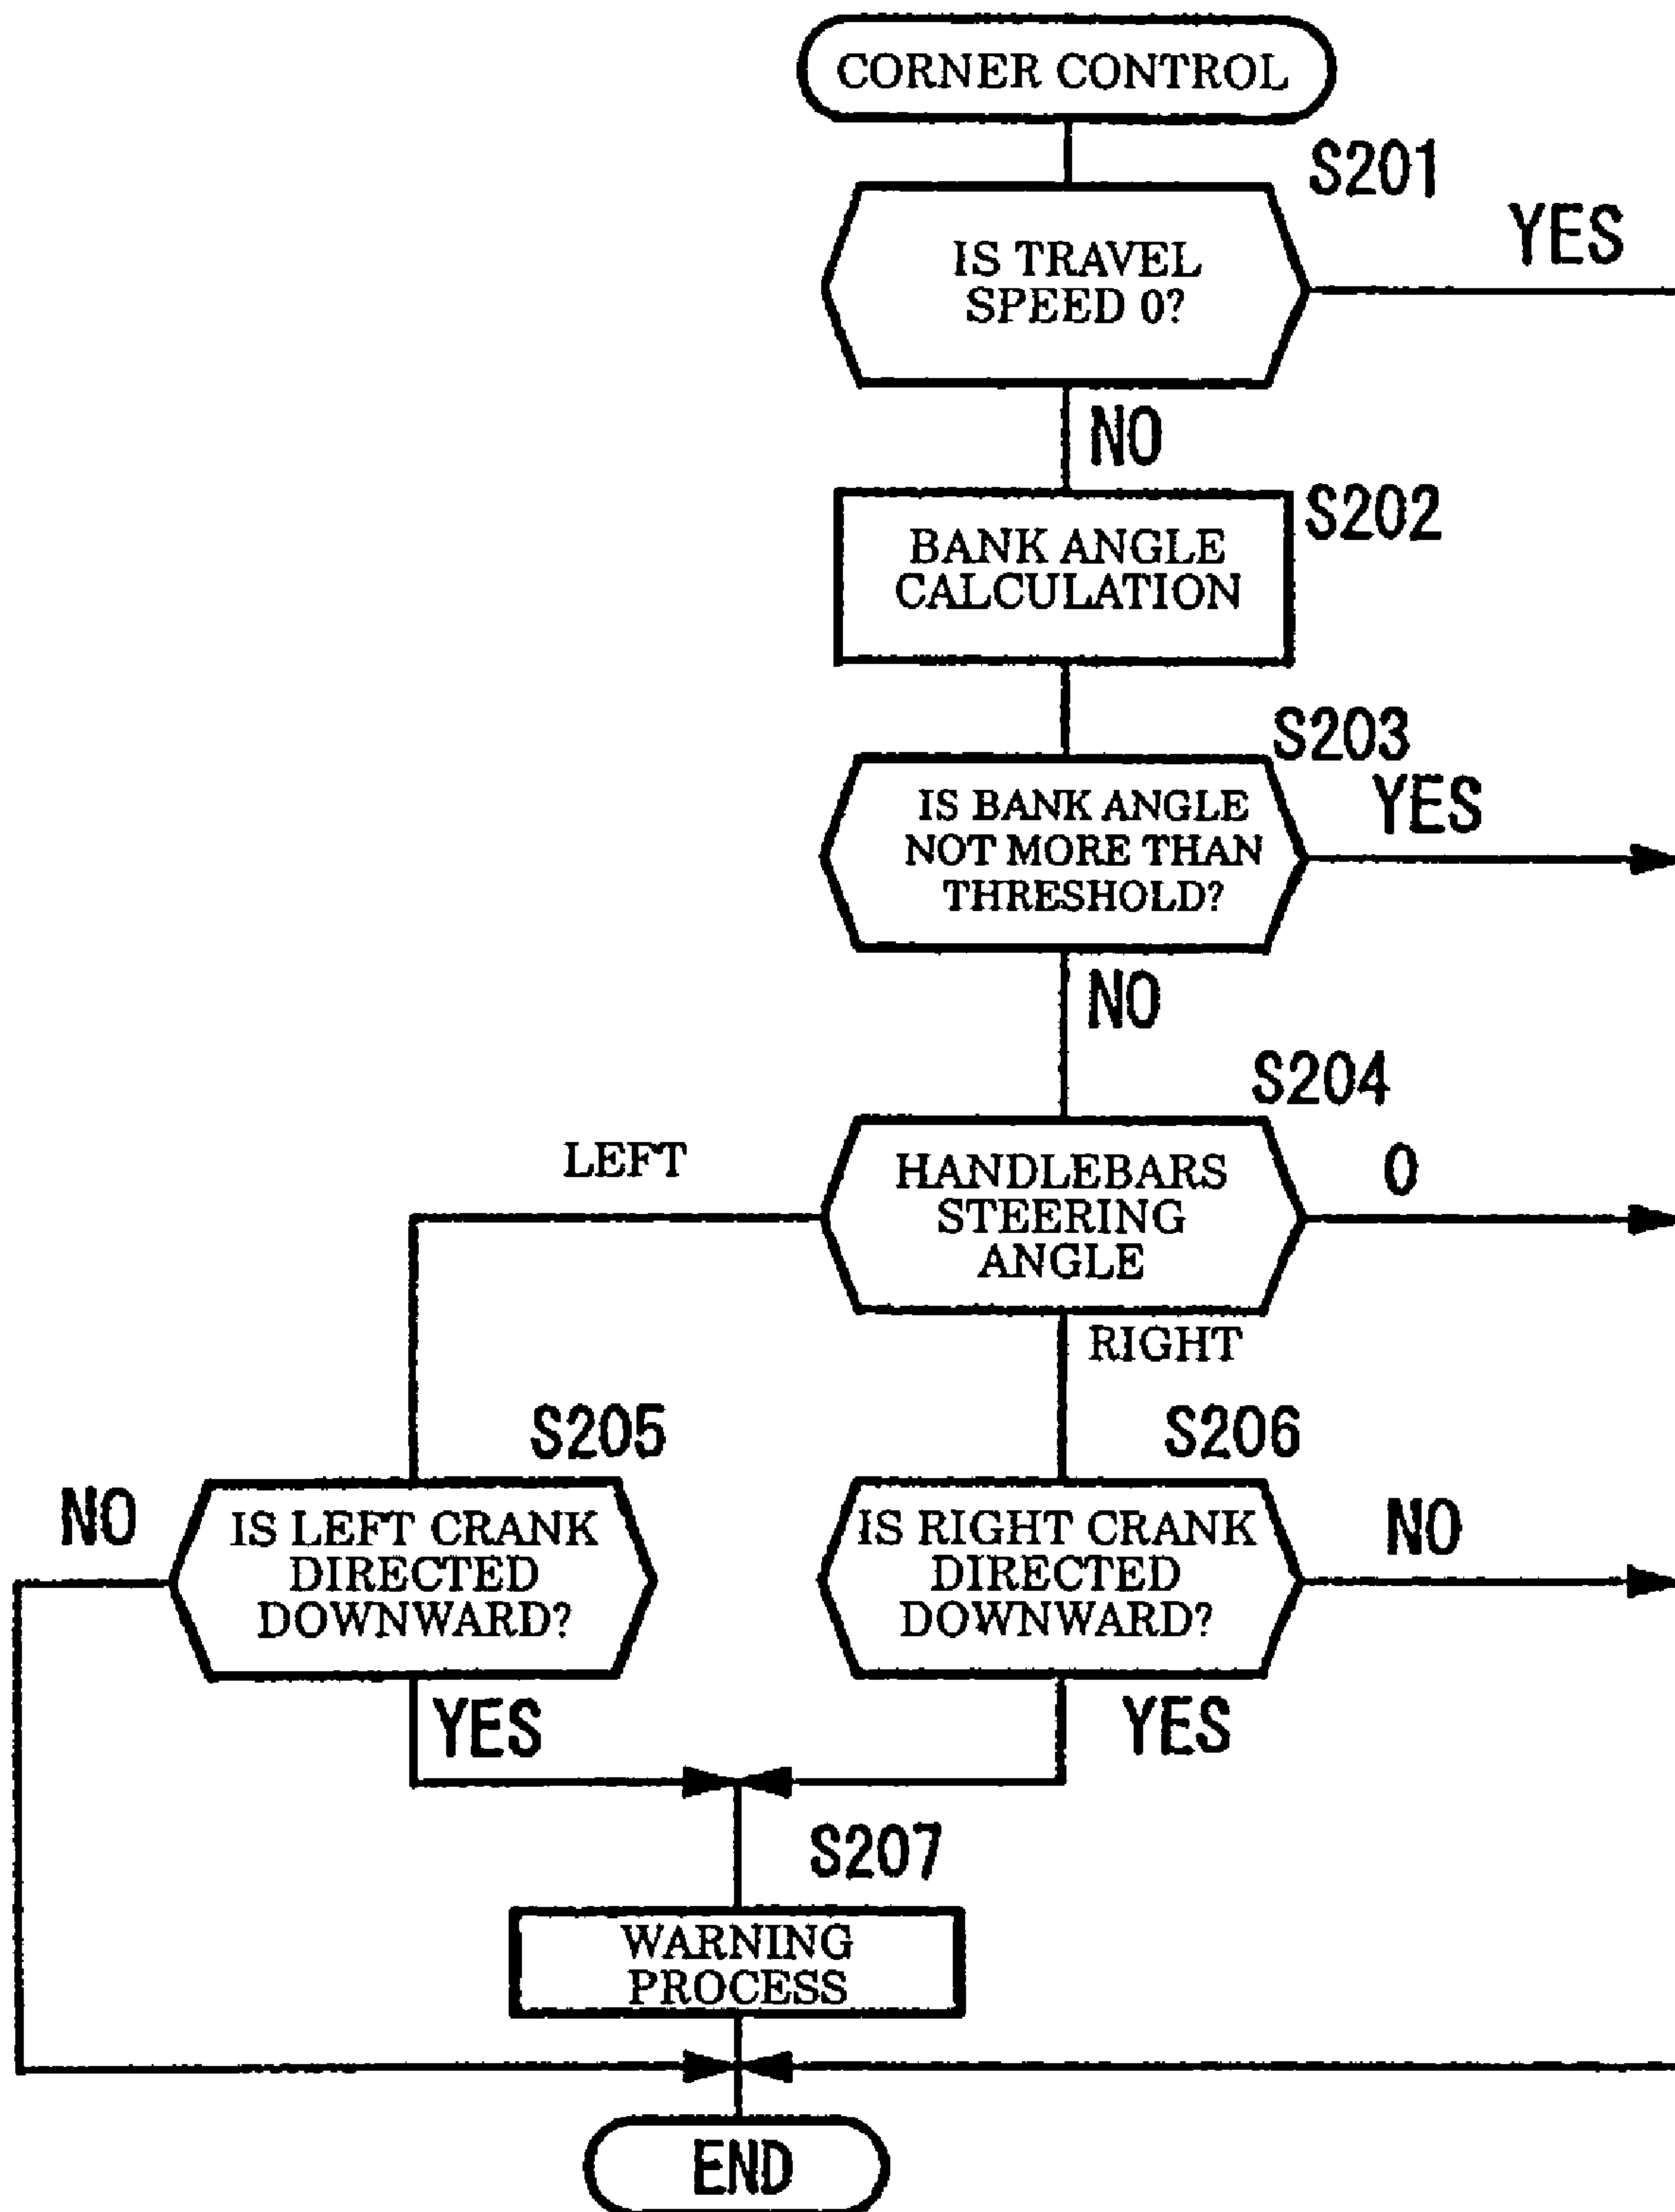 CORNER CONTROL
S201
IS TRAVEL
SPEED 0?
YES
NO
S202
BANK ANGLE
CALCULATION
S203
IS BANK ANGLE
NOT MORE THAN
THRESHOLD?
YES
NO
S204
LEFT
HANDLEBARS
STEERING
ANGLE
0
RIGHT
S205
NO
IS LEFT CRANK
DIRECTED
DOWNWARD?
YES
S206
IS RIGHT CRANK
DIRECTED
DOWNWARD?
NO
YES
S207
WARNING
PROCESS
END